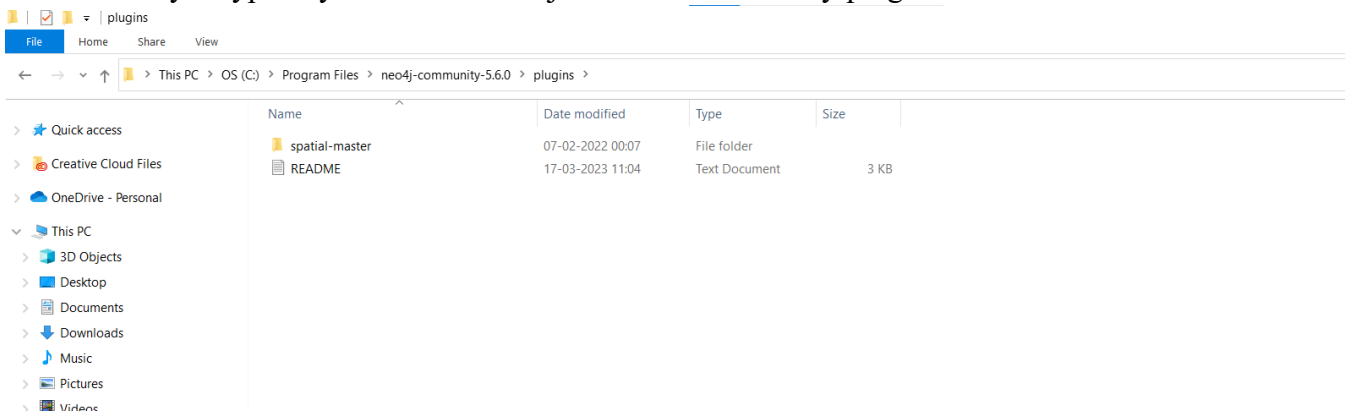 plugins
File Home Share View
This PC > OS (C:) > Program Files > neo4j-community-5.6.0 > plugins >
Name Date modified Type Size
Quick access
spatial-master 07-02-2022 00:07 File folder
Creative Cloud Files
README 17-03-2023 11:04 Text Document 3 KB
OneDrive - Personal
This PC
3D Objects
Desktop
Documents
Downloads
Music
Pictures
Videos